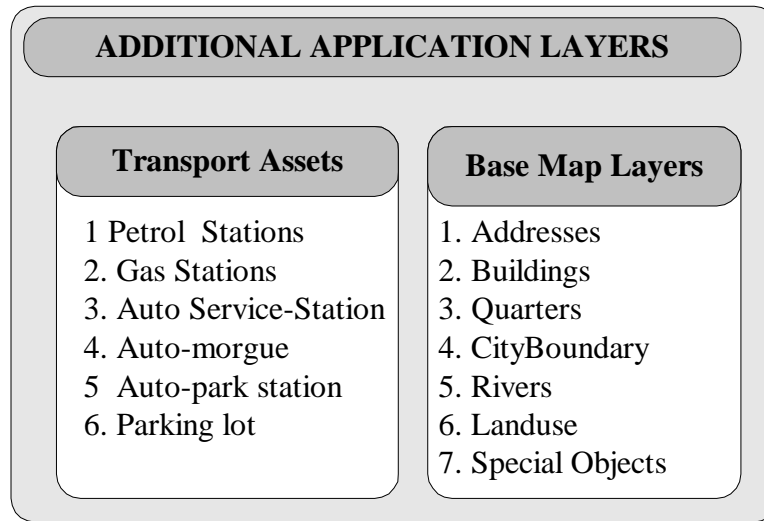 ADDITIONAL APPLICATION LAYERS
Transport Assets
1 Petrol Stations
2. Gas Stations
3. Auto Service-Station
4. Auto-morgue
5 Auto-park station
6. Parking lot
Base Map Layers
1. Addresses
2. Buildings
3. Quarters
4. CityBoundary
5. Rivers
6. Landuse
7. Special Objects